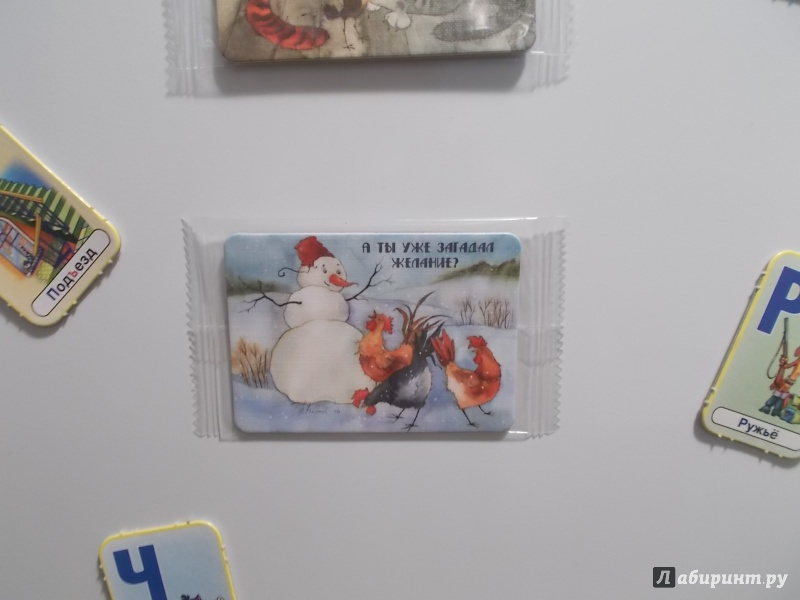 А ТЫ УЖЕ ЗАГАДАЛ
ЖЕЛАНИЕ?
Подъезд
Р
Ружьё
Ч
Лабиринт.ру